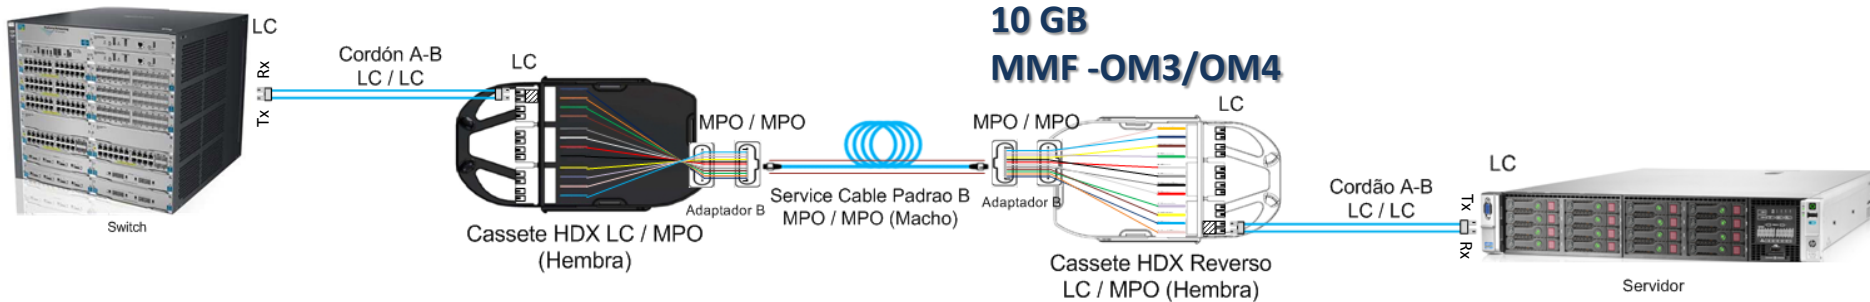 10 GB
MMF -OM3/OM4
LC
Rx
Tx
Cordón A-B
LC / LC
LC
MPO / MPO
Adaptador B
Cassete HDX LC / MPO
(Hembra)
Service Cable Padrao B
MPO / MPO (Macho)
MPO / MPO
Adaptador B
LC
Cassete HDX Reverso
LC / MPO (Hembra)
Cordão A-B
LC / LC
LC
Tx
Rx
Switch
Servidor